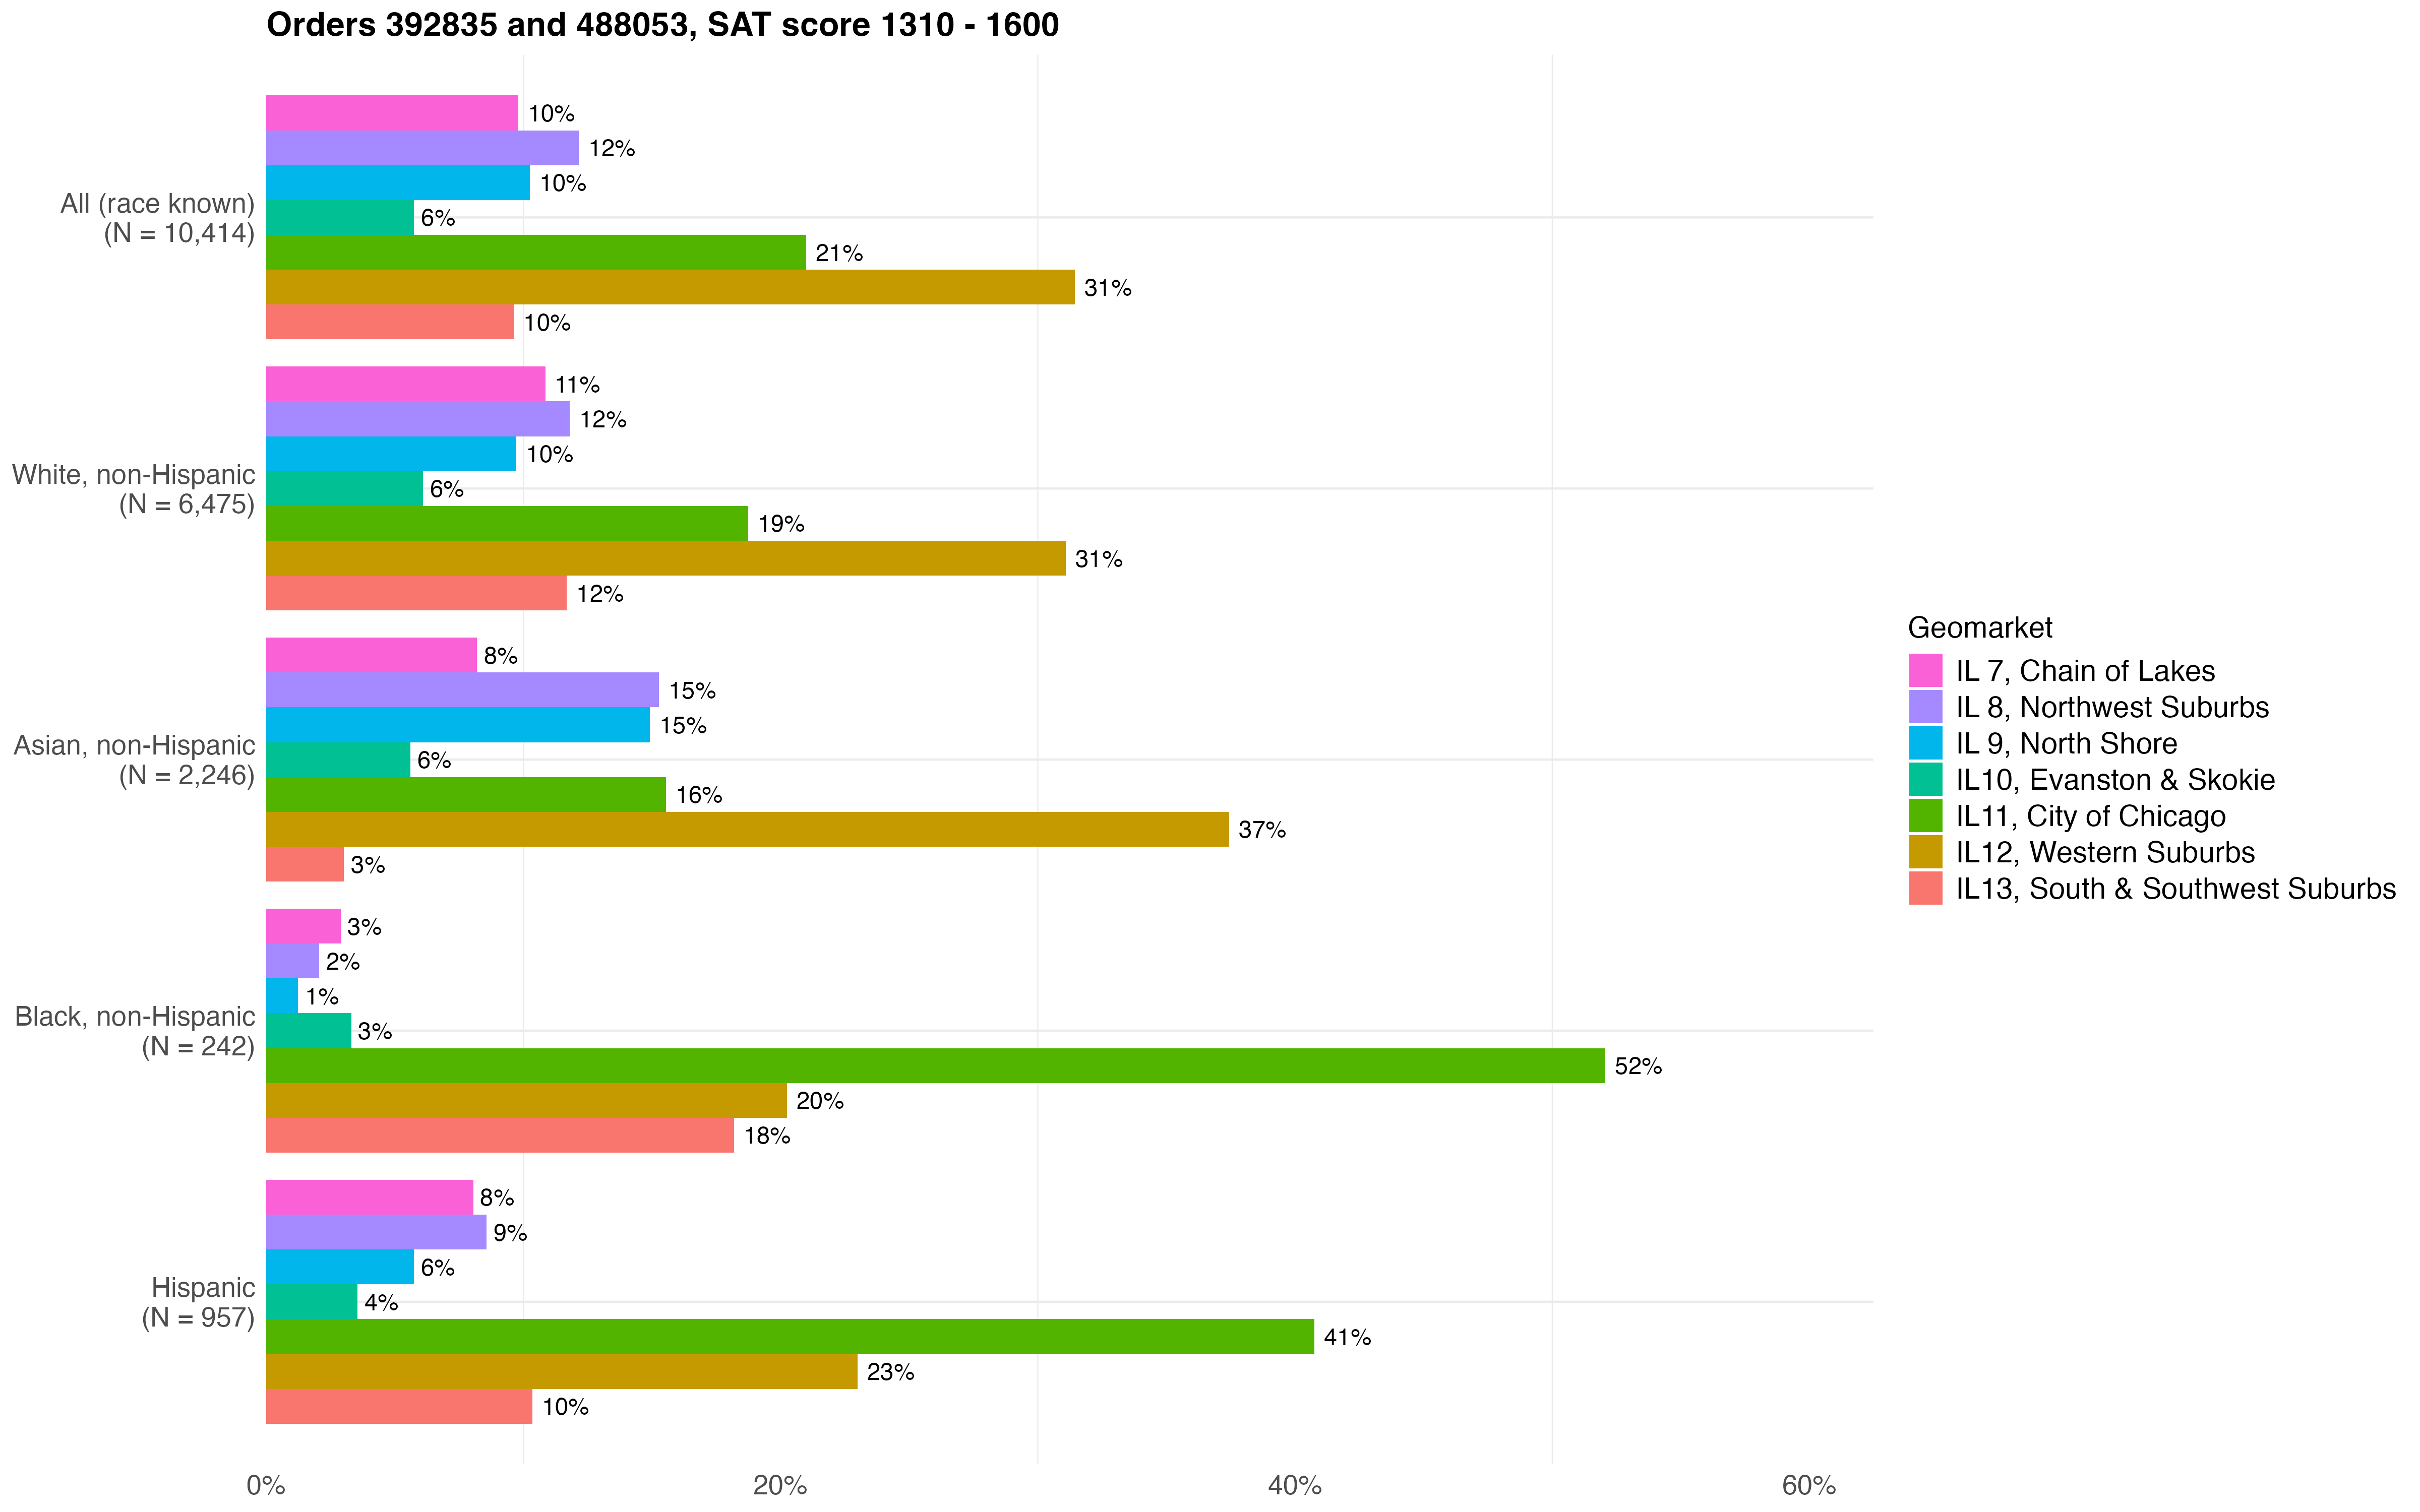 Orders 392835 and 488053, SAT score 1310 - 1600
All (race known)
(N = 10,414)
10%
12%
10%
6%
21%
31%
10%
White, non-Hispanic
(N = 6,475)
11%
12%
10%
6%
19%
31%
12%
Asian, non-Hispanic
(N = 2,246)
8%
15%
15%
6%
16%
37%
3%
Black, non-Hispanic
(N = 242)
3%
2%
1%
3%
52%
20%
18%
Hispanic
(N = 957)
8%
9%
6%
4%
41%
23%
10%
0%
20%
40%
60%
Geomarket
IL 7, Chain of Lakes
IL 8, Northwest Suburbs
IL 9, North Shore
IL10, Evanston & Skokie
IL11, City of Chicago
IL12, Western Suburbs
IL13, South & Southwest Suburbs